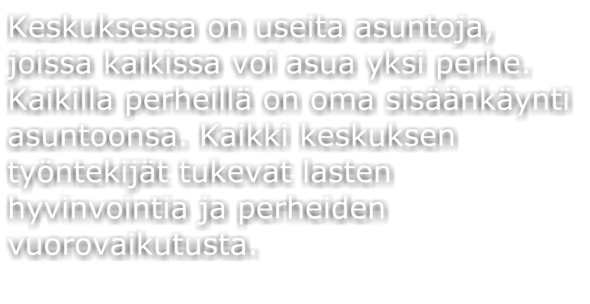 Keskuksessa on useita asuntoja,
joissa kaikissa voi asua yksi perhe.
Kaikilla perheillä on oma sisäänkäynti
asuntoonsa. Kaikki keskuksen
työntekijät tukevat lasten
hyvinvointia ja perheiden
vuorovaikutusta.